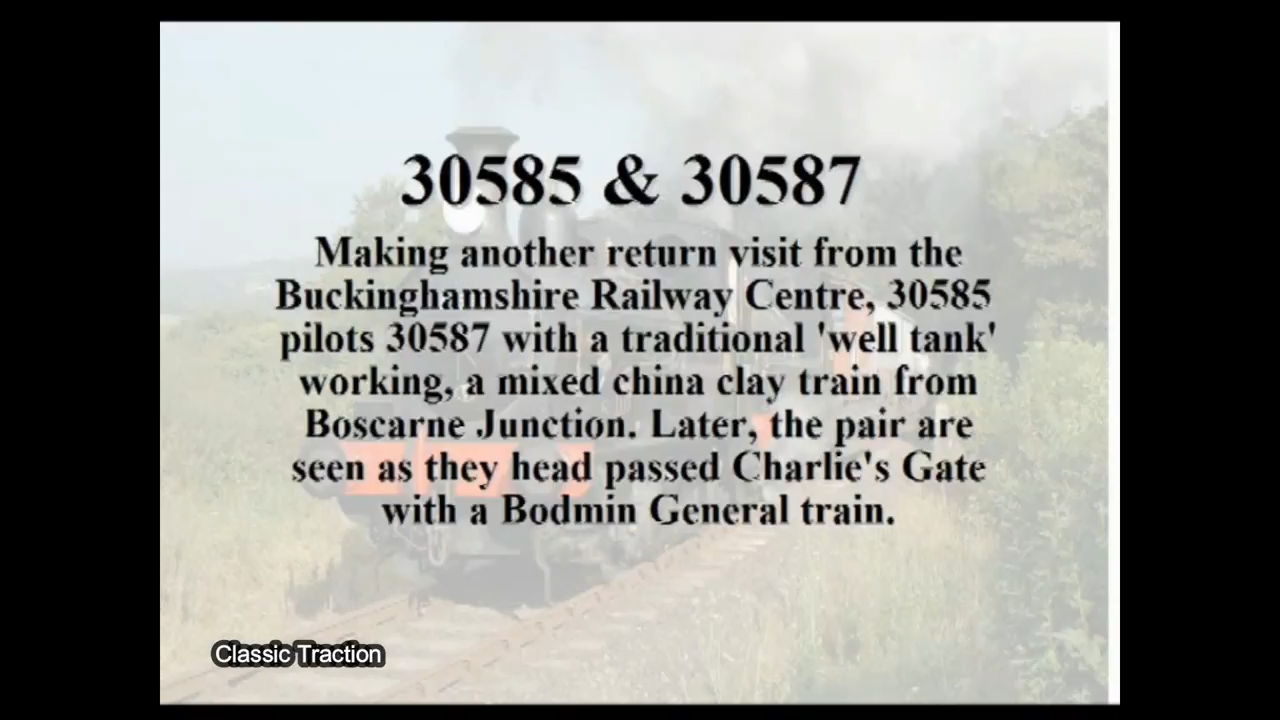 30585 & 30587
Making another return visit from the
Buckinghamshire Railway Centre, 30585
pilots 30587 with a traditional 'well tank'
working, a mixed china clay train from
Boscarne Junction. Later, the pair are
seen as they head passed Charlie's Gate
with a Bodmin General train.
Classic Traction